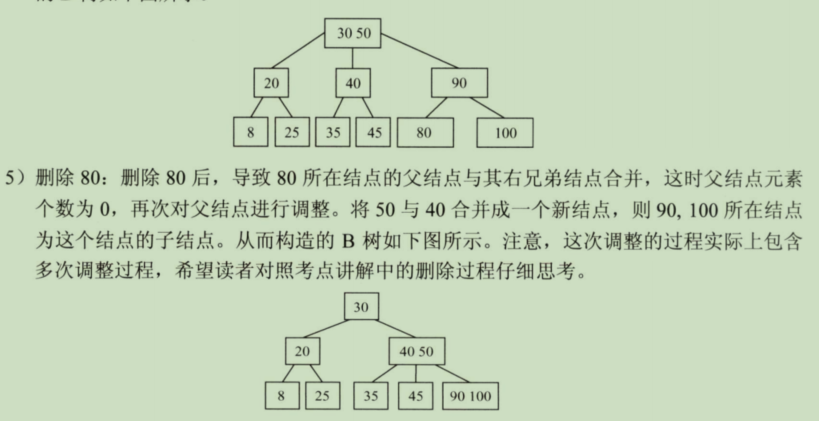 30 50
20 40 90
8 25 35 45 80 100
5）删除 80：删除 80 后，导致 80 所在结点的父结点与其右兄弟结点合并，这时父结点元素
个数为 0，再次对父结点进行调整。将 50 与 40 合并成一个新结点，则 90, 100 所在结点
为这个结点的子结点。从而构造的 B 树如下图所示。注意，这次调整的过程实际上包含
多次调整过程，希望读者对照考点讲解中的删除过程仔细思考。
30
20 40 50
8 25 35 45 90 100